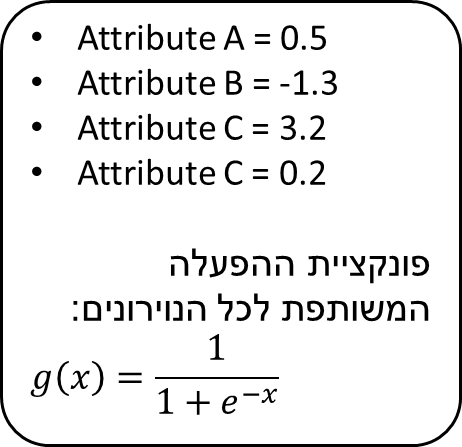 • Attribute A = 0.5
• Attribute B = -1.3
• Attribute C = 3.2
• Attribute C = 0.2
פונקציית ההפעלה
המשותפת לכל הנוירונים:
g(x) = 1 / (1 + e^{-x})